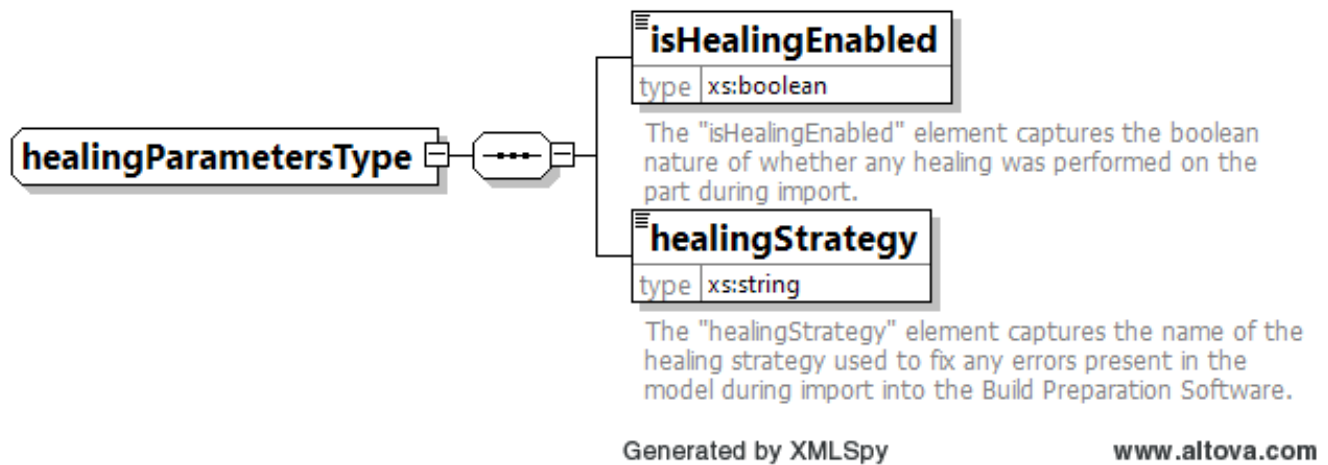 isHealingEnabled
type xs:boolean
The "isHealingEnabled" element captures the boolean
nature of whether any healing was performed on the
part during import.
healingParametersType
healingStrategy
type xs:string
The "healingStrategy" element captures the name of the
healing strategy used to fix any errors present in the
model during import into the Build Preparation Software.
Generated by XMLSpy www.altova.com